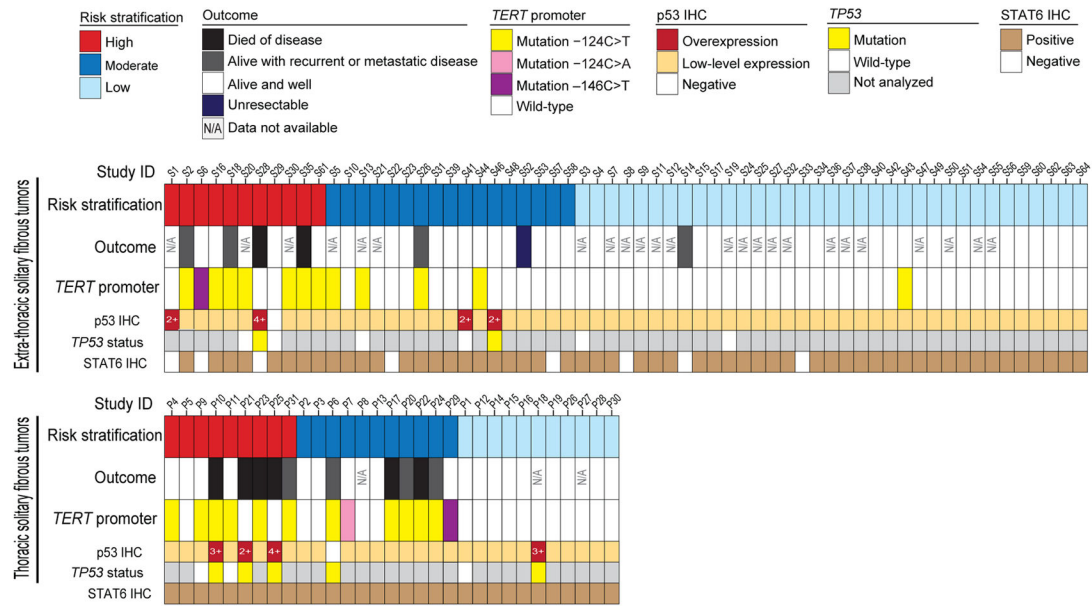 Risk stratification
High
Moderate
Low
Outcome
Died of disease
Alive with recurrent or metastatic disease
Alive and well
Unresectable
N/A Data not available
TERT promoter
Mutation −124C>T
Mutation −124C>A
Mutation −146C>T
Wild-type
p53 IHC
Overexpression
Low-level expression
Negative
TP53
Mutation
Wild-type
Not analyzed
STAT6 IHC
Positive
Negative
Extra-thoracic solitary fibrous tumors
Study ID S1 S2 S6 S16 S18 S20 S28 S29 S30 S35 S61 S5 S10 S13 S21 S22 S23 S26 S31 S39 S41 S44 S46 S48 S52 S53 S57 S58 S3 S4 S7 S8 S9 S11 S12 S14 S15 S17 S19 S24 S25 S27 S32 S33 S34 S36 S37 S38 S40 S42 S43 S47 S49 S50 S51 S54 S55 S56 S59 S60 S62 S63 S64
Risk stratification
Outcome N/A N/A N/A N/A N/A N/A N/A N/A N/A N/A N/A N/A N/A N/A N/A N/A N/A N/A N/A N/A N/A N/A N/A N/A
TERT promoter
p53 IHC 2+ 4+ 2+ 2+
TP53 status
STAT6 IHC
Thoracic solitary fibrous tumors
Study ID P4 P5 P9 P10 P11 P21 P23 P25 P31 P2 P3 P6 P7 P8 P13 P17 P20 P22 P24 P29 P1 P12 P14 P15 P16 P18 P19 P26 P27 P28 P30
Risk stratification
Outcome N/A N/A N/A
TERT promoter
p53 IHC 3+ 2+ 4+ 3+
TP53 status
STAT6 IHC